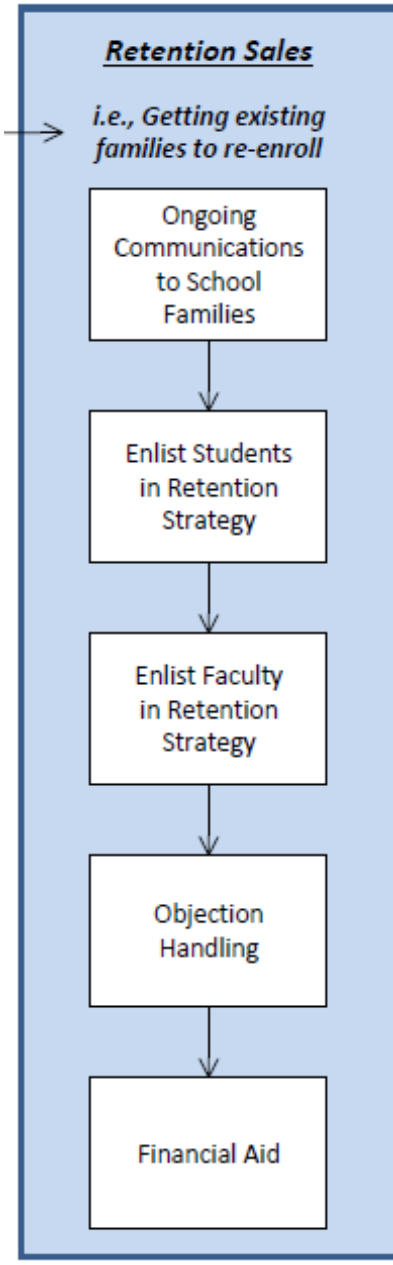 Retention Sales
i.e., Getting existing
families to re-enroll
Ongoing
Communications
to School
Families
Enlist Students
in Retention
Strategy
Enlist Faculty
in Retention
Strategy
Objection
Handling
Financial Aid